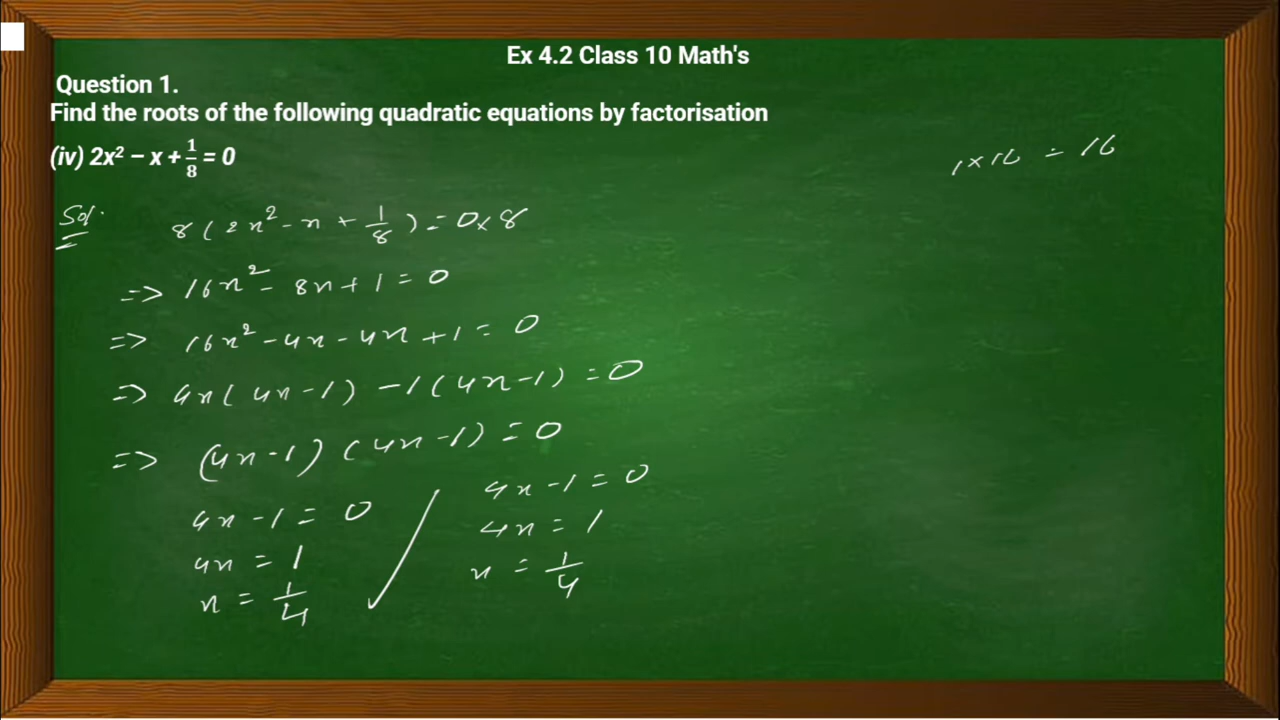 Ex 4.2 Class 10 Math's
Question 1.
Find the roots of the following quadratic equations by factorisation
(iv) 2x² − x + 1/8 = 0
1×16 = 16
Sol.
8(2x² - x + 1/8) = 0×8
=> 16x² - 8x + 1 = 0
=> 16x² - 4x - 4x + 1 = 0
=> 4x(4x - 1) - 1(4x - 1) = 0
=> (4x - 1)(4x - 1) = 0
4x - 1 = 0
4x = 1
x = 1/4
4x - 1 = 0
4x = 1
x = 1/4